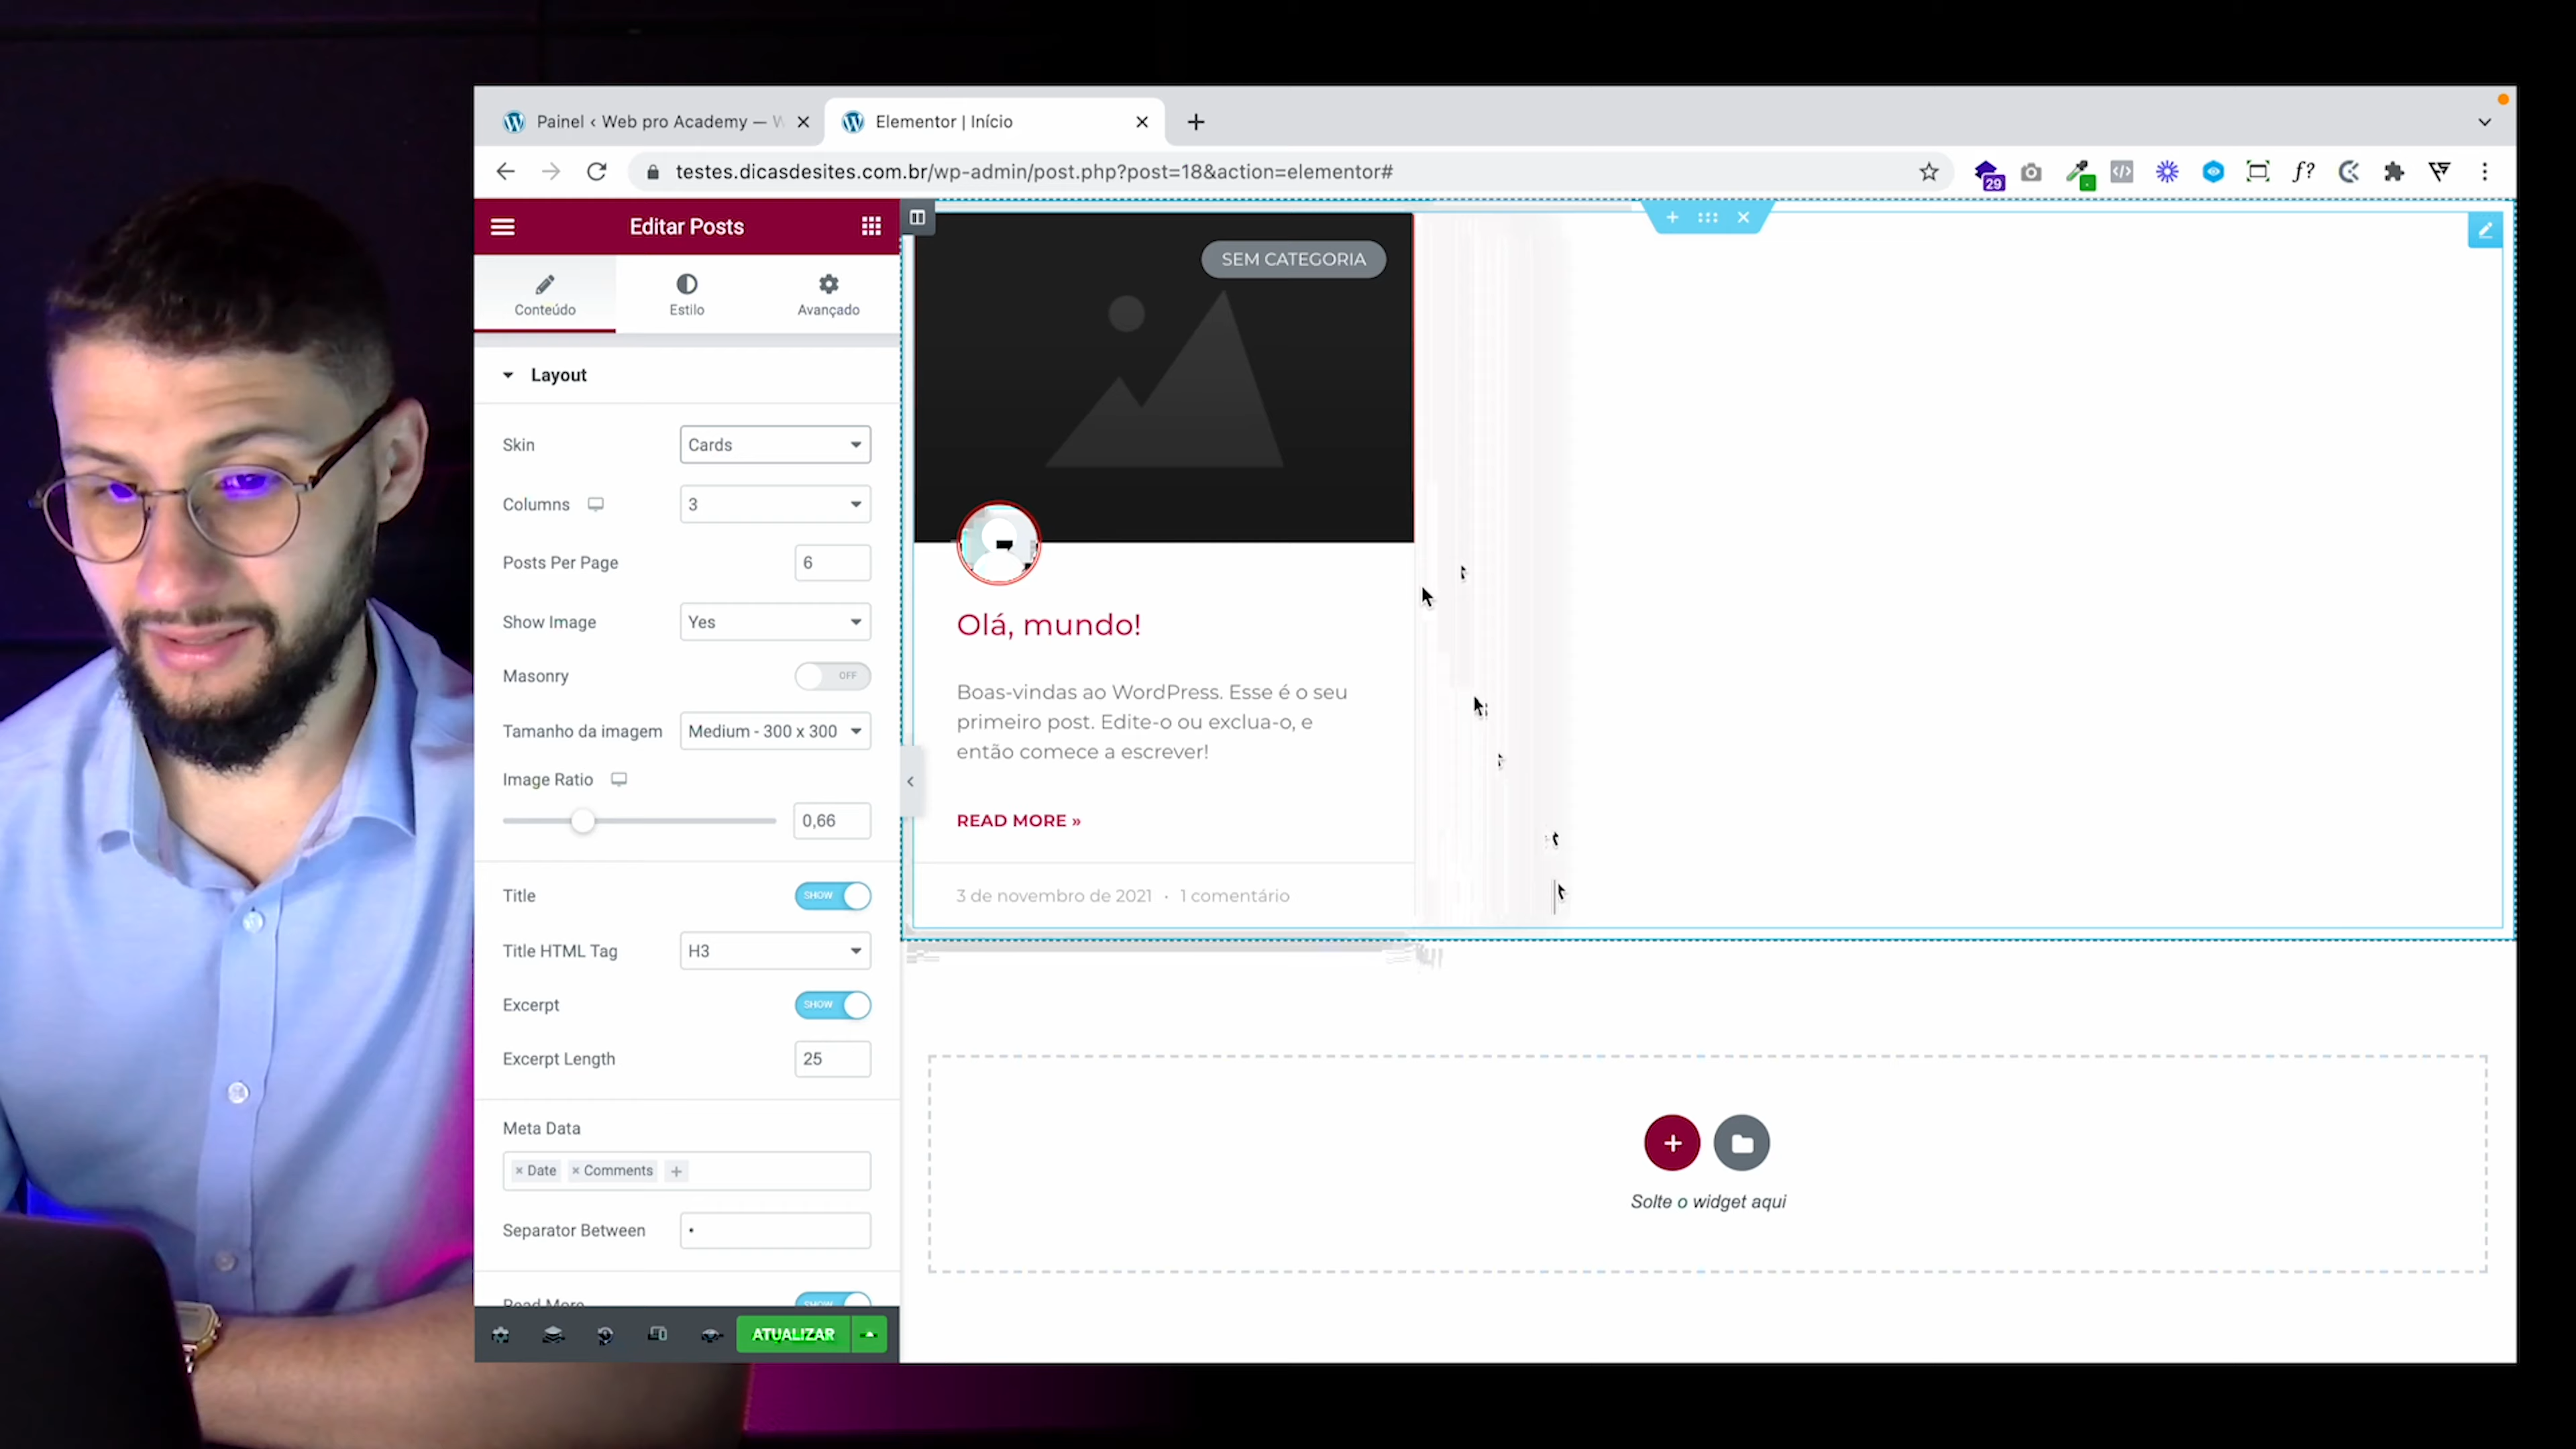 Painel ‹ Web pro Academy — W
Elementor | Início
testes.dicasdesites.com.br/wp-admin/post.php?post=18&action=elementor#
29
f?
Editar Posts
Conteúdo
Estilo
Avançado
Layout
Skin
Cards
Columns
3
Posts Per Page
6
Show Image
Yes
Masonry
OFF
Tamanho da imagem
Medium - 300 x 300
Image Ratio
0,66
Title
SHOW
Title HTML Tag
H3
Excerpt
SHOW
Excerpt Length
25
Meta Data
× Date × Comments +
Separator Between
•
Read More
SHOW
ATUALIZAR
SEM CATEGORIA
Olá, mundo!
Boas-vindas ao WordPress. Esse é o seu
primeiro post. Edite-o ou exclua-o, e
então comece a escrever!
READ MORE »
3 de novembro de 2021 • 1 comentário
Solte o widget aqui